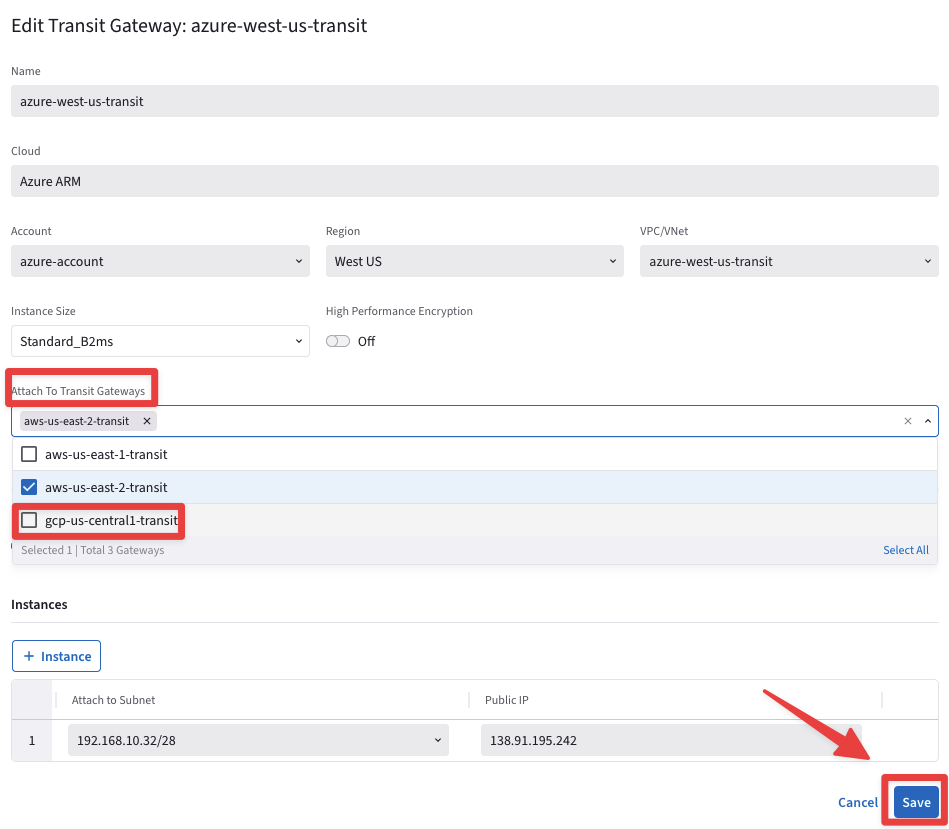 Edit Transit Gateway: azure-west-us-transit
Name
azure-west-us-transit
Cloud
Azure ARM
Account Region VPC/VNet
azure-account West US azure-west-us-transit
Instance Size High Performance Encryption
Standard_B2ms Off
Attach To Transit Gateways
aws-us-east-2-transit
aws-us-east-1-transit
aws-us-east-2-transit
gcp-us-central1-transit
Selected 1 | Total 3 Gateways Select All
Instances
+ Instance
Attach to Subnet Public IP
1 192.168.10.32/28 138.91.195.242
Cancel Save